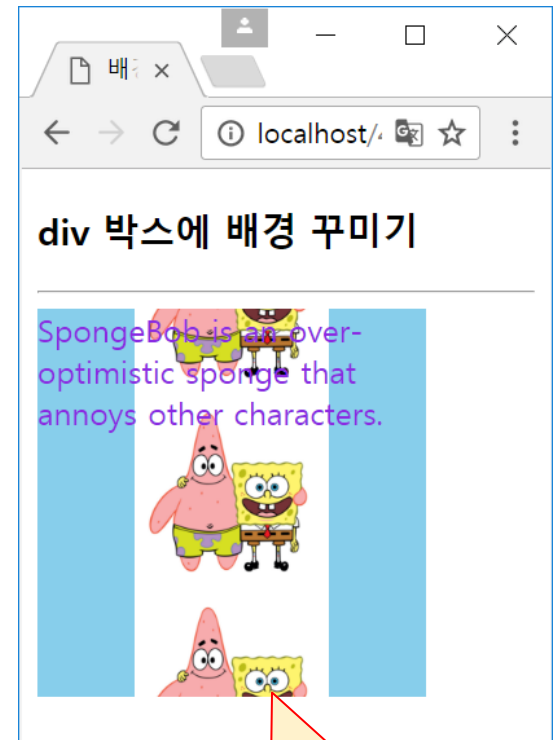 배
localhost/
div 박스에 배경 꾸미기
SpongeBob is an over-
optimistic sponge that
annoys other characters.